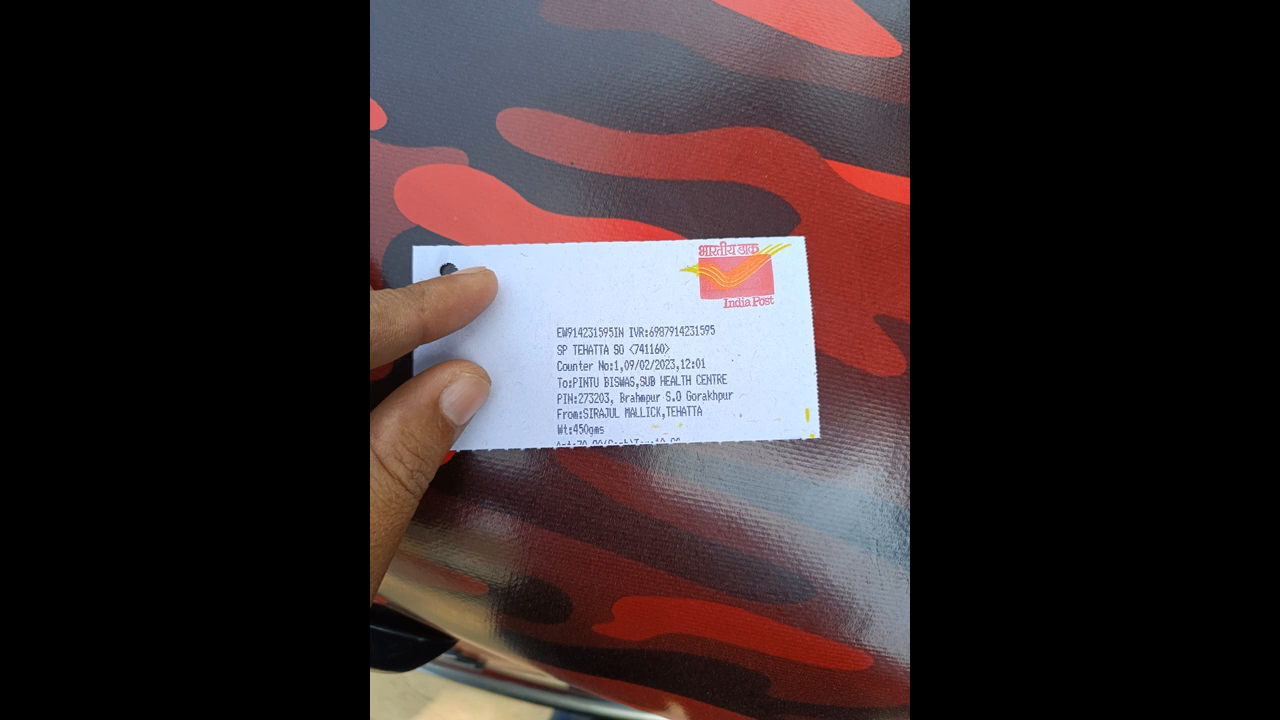 भारतीय डाक
India Post
EW914231595IN IVR:6987914231595
SP TEHATTA SO <741160>
Counter No:1,09/02/2023,12:01
To:PINTU BISWAS,SUB HEALTH CENTRE
PIN:273203, Brahmpur S.O Gorakhpur
From:SIRAJUL MALLICK,TEHATTA
Wt:450gms